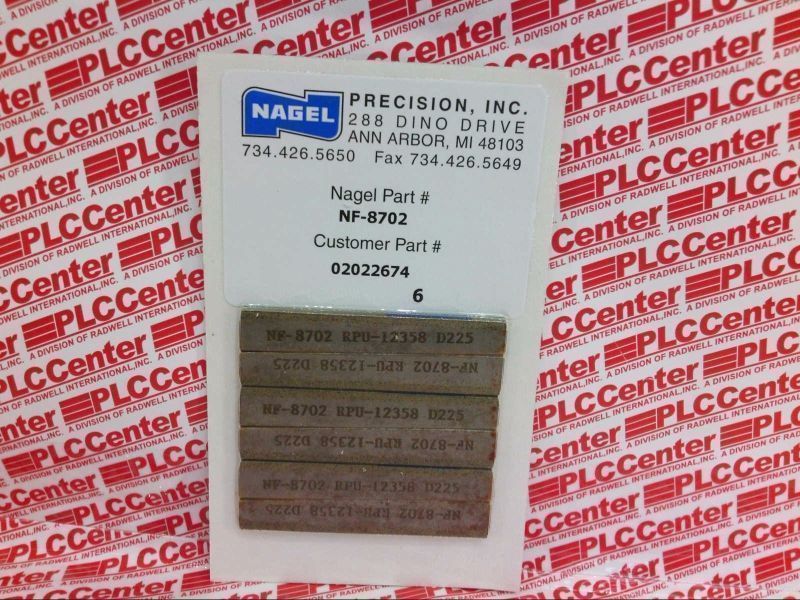 NAGEL
PRECISION, INC.
288 DINO DRIVE
ANN ARBOR, MI 48103
734.426.5650 Fax 734.426.5649
Nagel Part #
NF-8702
Customer Part #
02022674
6
NF-8702 RPU-12358 D225
NF-8702 RPU-12358 D225
NF-8702 RPU-12358 D225
NF-8702 RPU-12358 D225
NF-8702 RPU-12358 D225
NF-8702 RPU-12358 D225
PLCCenter
A DIVISION OF RADWELL INTERNATIONAL, INC.